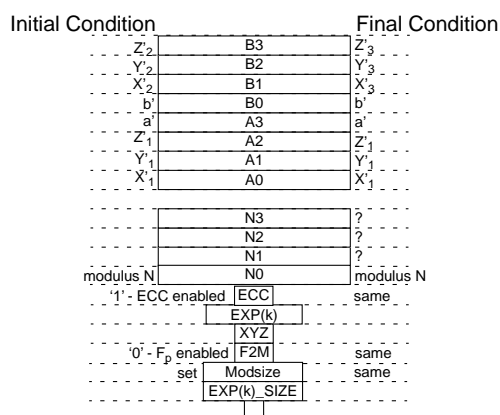 Initial Condition Final Condition
Z'2 B3 Z'3
Y'2 B2 Y'3
X'2 B1 X'3
b' B0 b'
a' A3 a'
Z'1 A2 Z'1
Y'1 A1 Y'1
X'1 A0 X'1
N3 ?
N2 ?
N1 ?
modulus N N0 modulus N
‘1’ - ECC enabled ECC same
EXP(k)
XYZ
‘0’ - Fp enabled F2M same
set Modsize same
EXP(k)_SIZE